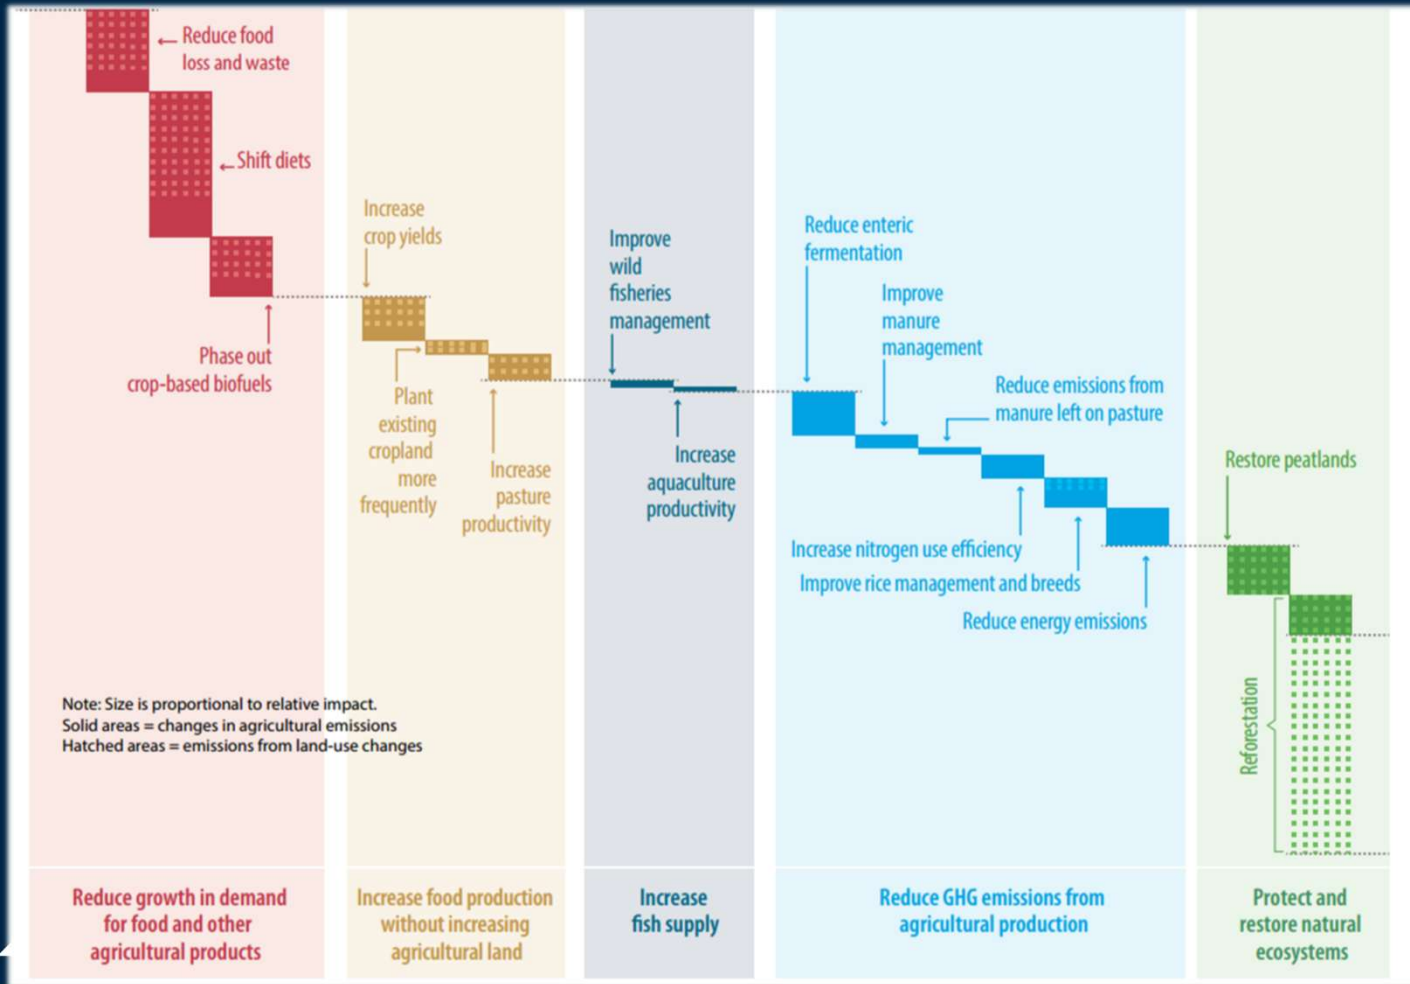 Reduce food
loss and waste
Shift diets
Phase out
crop-based biofuels
Increase
crop yields
Plant
existing
cropland
more
frequently
Increase
pasture
productivity
Improve
wild
fisheries
management
Increase
aquaculture
productivity
Reduce enteric
fermentation
Improve
manure
management
Reduce emissions from
manure left on pasture
Increase nitrogen use efficiency
Improve rice management and breeds
Reduce energy emissions
Restore peatlands
Reforestation
Note: Size is proportional to relative impact.
Solid areas = changes in agricultural emissions
Hatched areas = emissions from land-use changes
Reduce growth in demand
for food and other
agricultural products
Increase food production
without increasing
agricultural land
Increase
fish supply
Reduce GHG emissions from
agricultural production
Protect and
restore natural
ecosystems